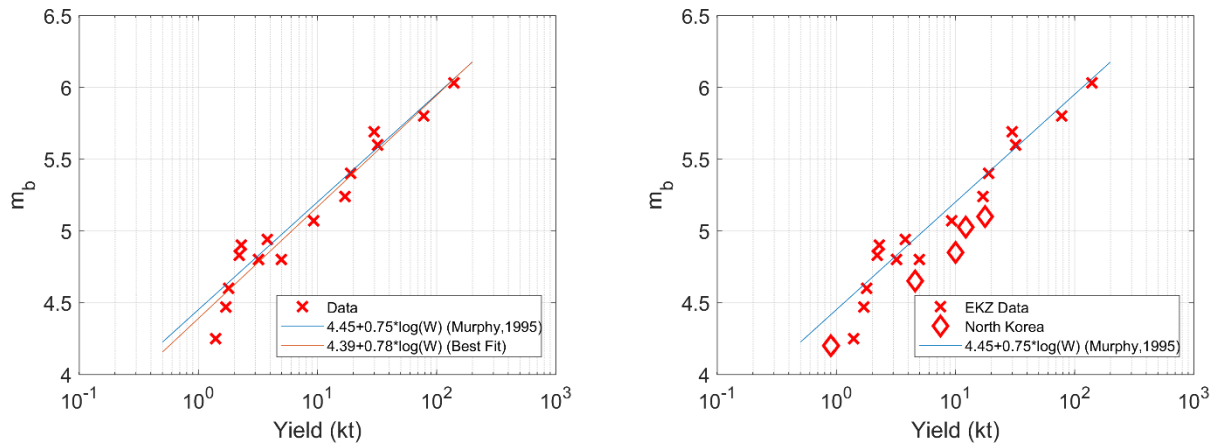 6.5
6
5.5
5
4.5
4
m_b
10^-1
10^0
10^1
10^2
10^3
Yield (kt)
Data
4.45+0.75*log(W) (Murphy,1995)
4.39+0.78*log(W) (Best Fit)
6.5
6
5.5
5
4.5
4
m_b
10^-1
10^0
10^1
10^2
10^3
Yield (kt)
EKZ Data
North Korea
4.45+0.75*log(W) (Murphy,1995)